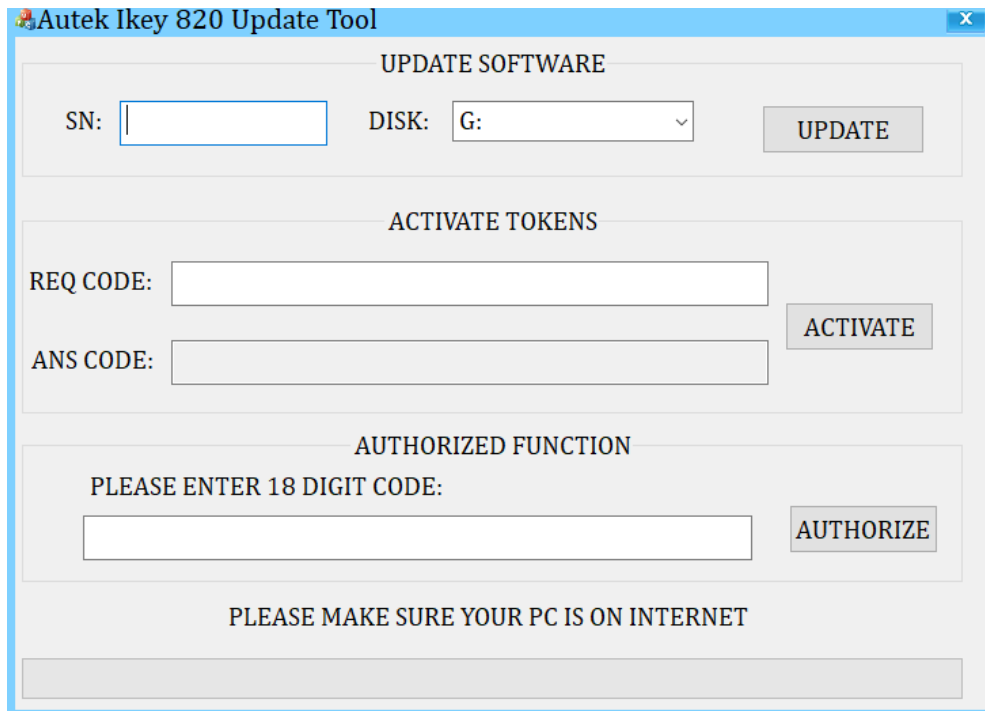 Autek Ikey 820 Update Tool
X
UPDATE SOFTWARE
SN:
DISK: G:
UPDATE
ACTIVATE TOKENS
REQ CODE:
ACTIVATE
ANS CODE:
AUTHORIZED FUNCTION
PLEASE ENTER 18 DIGIT CODE:
AUTHORIZE
PLEASE MAKE SURE YOUR PC IS ON INTERNET